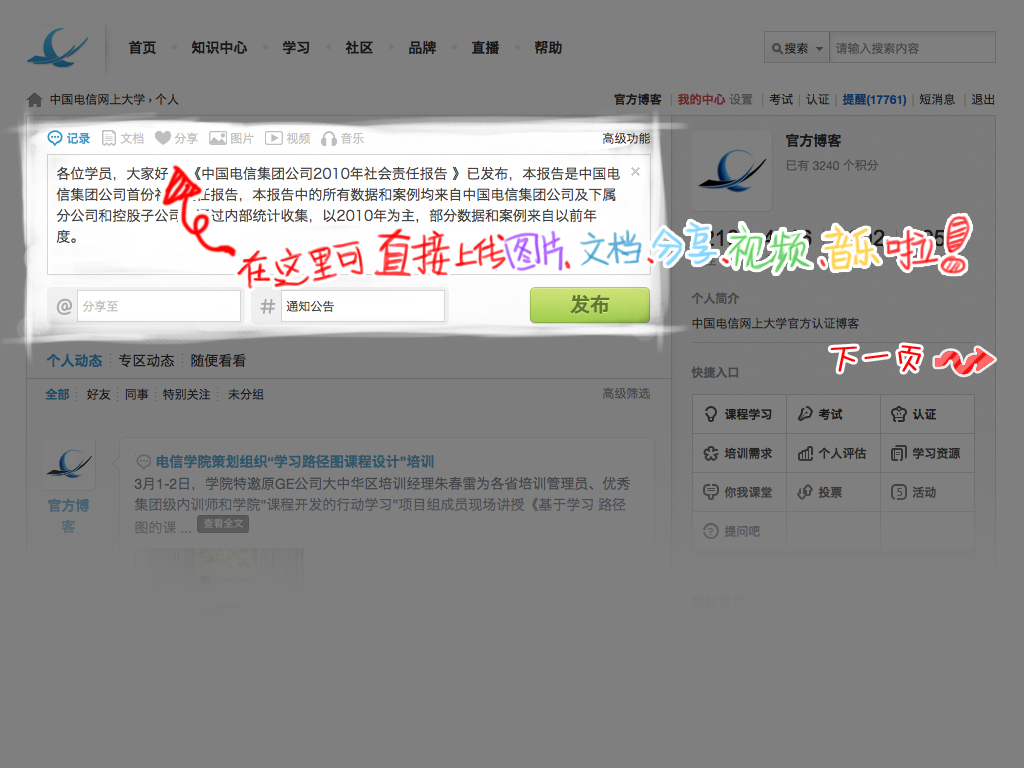 首页 知识中心 学习 社区 品牌 直播 帮助
搜索 请输入搜索内容
中国电信网上大学 › 个人
官方博客 我的中心 设置 考试 认证 提醒(17761) 短消息 退出
记录 文档 分享 图片 视频 音乐 高级功能
各位学员，大家好 《中国电信集团公司2010年社会责任报告 》已发布，本报告是中国电
信集团公司首份 任报告，本报告中的所有数据和案例均来自中国电信集团公司及下属
分公司和控股子公司 过内部统计收集，以2010年为主，部分数据和案例来自以前年
度。
在这里可直接上传图片、文档、分享、视频、音乐啦！
@ 分享至 # 通知公告 发布
官方博客
已有 3240 个积分
个人简介
中国电信网上大学官方认证博客
下一页
个人动态 专区动态 随便看看
全部 好友 同事 特别关注 未分组 高级筛选
电信学院策划组织“学习路径图课程设计”培训
3月1-2日，学院特邀原GE公司大中华区培训经理朱春雷为各省培训管理员、优秀
集团级内训师和学院“课程开发的行动学习”项目组成员现场讲授《基于学习 路径
图的课 ... 查看全文
官方博
客
快捷入口
课程学习 考试 认证
培训需求 个人评估 学习资源
你我课堂 投票 活动
提问吧